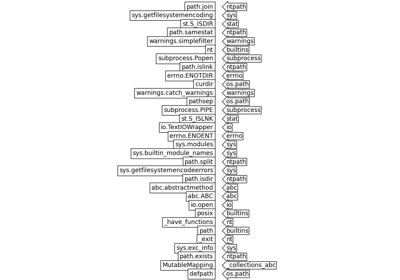 path.join ntpath
sys.getfilesystemencoding sys
st.S_ISDIR stat
path.samestat ntpath
warnings.simplefilter warnings
nt builtins
subprocess.Popen subprocess
path.islink ntpath
errno.ENOTDIR errno
curdir os.path
warnings.catch_warnings warnings
pathsep os.path
subprocess.PIPE subprocess
st.S_ISLNK stat
io.TextIOWrapper io
errno.ENOENT errno
sys.modules sys
sys.builtin_module_names sys
path.split ntpath
sys.getfilesystemencodeerrors sys
path.isdir ntpath
abc.abstractmethod abc
abc.ABC abc
io.open io
posix builtins
_have_functions nt
path builtins
_exit nt
sys.exc_info sys
path.exists ntpath
MutableMapping _collections_abc
defpath os.path